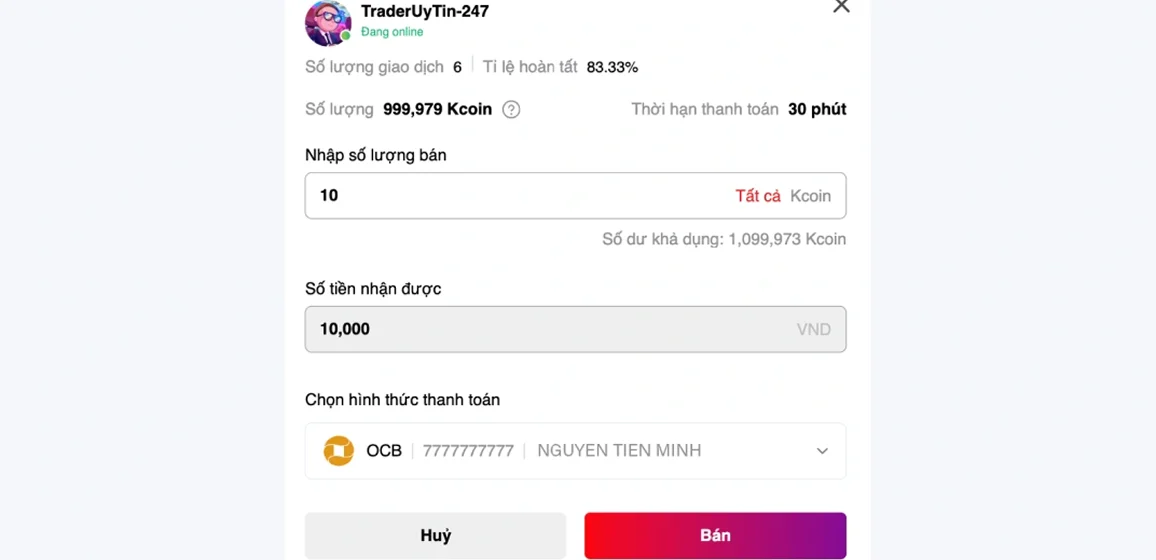 TraderUyTin-247
Đang online
Số lượng giao dịch 6 Tỉ lệ hoàn tất 83.33%
Số lượng 999,979 Kcoin ? Thời hạn thanh toán 30 phút
Nhập số lượng bán
10 Tất cả Kcoin
Số dư khả dụng: 1,099,973 Kcoin
Số tiền nhận được
10,000 VND
Chọn hình thức thanh toán
OCB 7777777777 NGUYEN TIEN MINH
Huỷ Bán